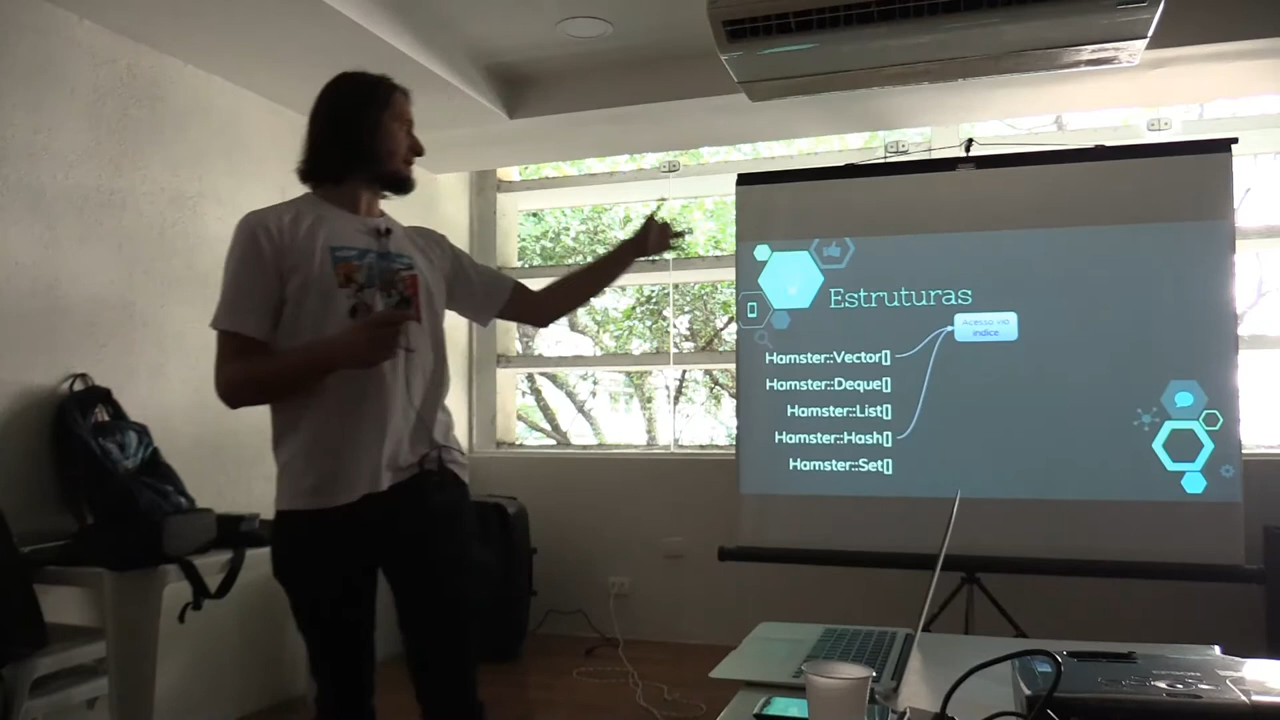 Estruturas
Acesso via
índice
Hamster::Vector[]
Hamster::Deque[]
Hamster::List[]
Hamster::Hash[]
Hamster::Set[]